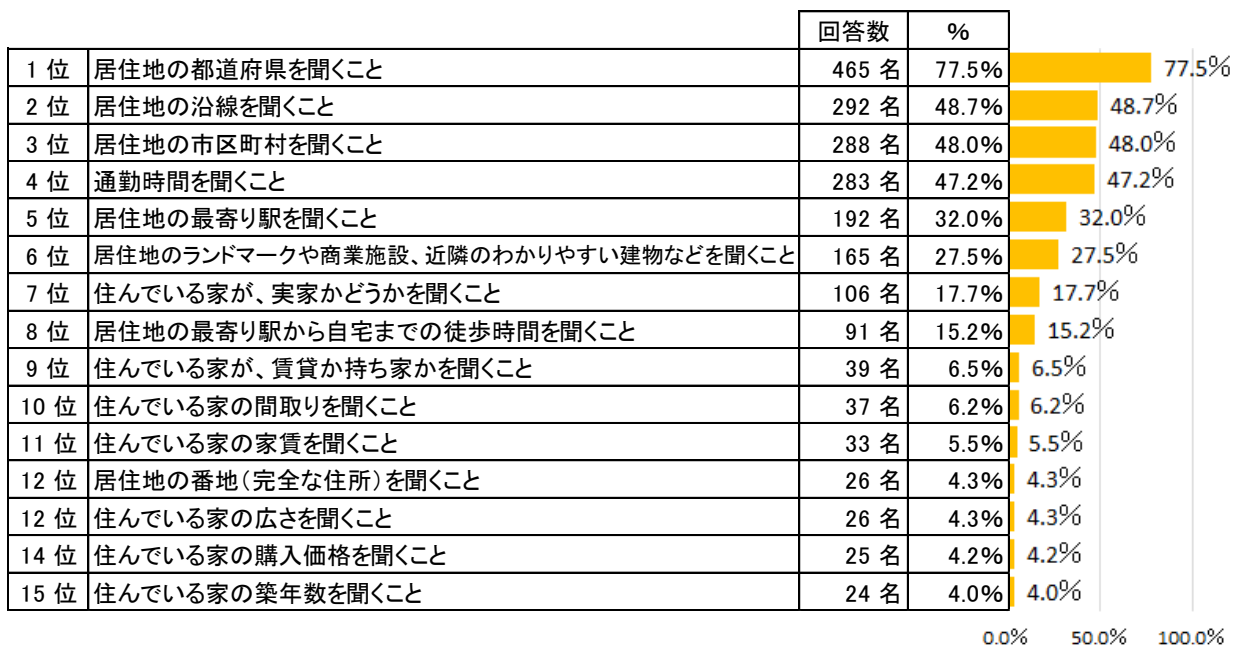 回答数 %
1 位 居住地の都道府県を聞くこと 465 名 77.5% 77.5%
2 位 居住地の沿線を聞くこと 292 名 48.7% 48.7%
3 位 居住地の市区町村を聞くこと 288 名 48.0% 48.0%
4 位 通勤時間を聞くこと 283 名 47.2% 47.2%
5 位 居住地の最寄り駅を聞くこと 192 名 32.0% 32.0%
6 位 居住地のランドマークや商業施設、近隣のわかりやすい建物などを聞くこと 165 名 27.5% 27.5%
7 位 住んでいる家が、実家かどうかを聞くこと 106 名 17.7% 17.7%
8 位 居住地の最寄り駅から自宅までの徒歩時間を聞くこと 91 名 15.2% 15.2%
9 位 住んでいる家が、賃貸か持ち家かを聞くこと 39 名 6.5% 6.5%
10 位 住んでいる家の間取りを聞くこと 37 名 6.2% 6.2%
11 位 住んでいる家の家賃を聞くこと 33 名 5.5% 5.5%
12 位 居住地の番地（完全な住所）を聞くこと 26 名 4.3% 4.3%
12 位 住んでいる家の広さを聞くこと 26 名 4.3% 4.3%
14 位 住んでいる家の購入価格を聞くこと 25 名 4.2% 4.2%
15 位 住んでいる家の築年数を聞くこと 24 名 4.0% 4.0%
0.0% 50.0% 100.0%